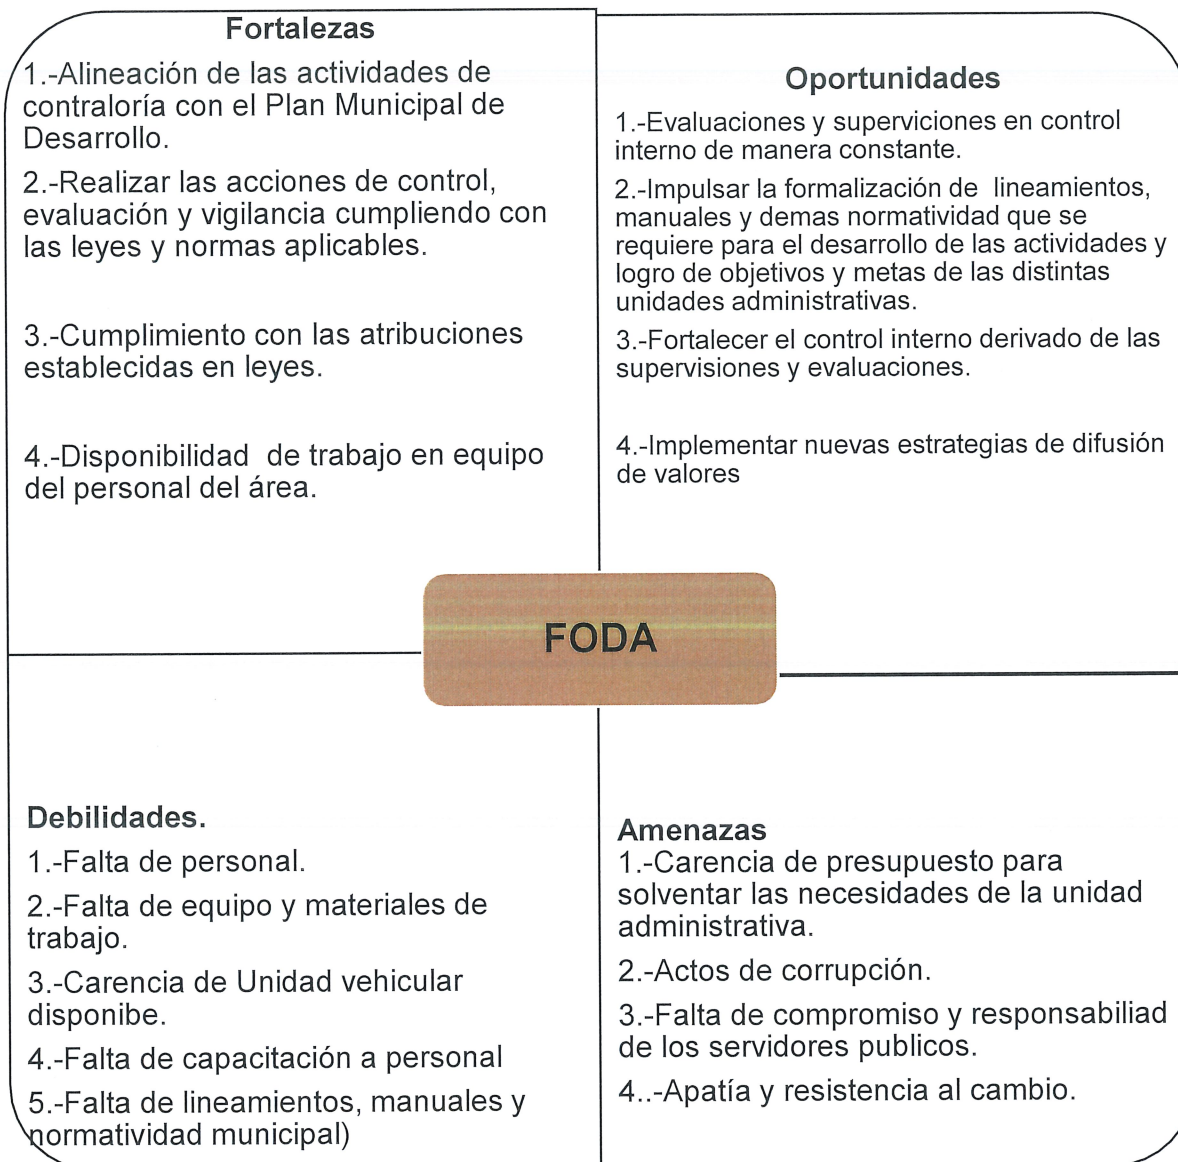 Fortalezas
1.-Alineación de las actividades de
contraloría con el Plan Municipal de
Desarrollo.
2.-Realizar las acciones de control,
evaluación y vigilancia cumpliendo con
las leyes y normas aplicables.
3.-Cumplimiento con las atribuciones
establecidas en leyes.
4.-Disponibilidad  de trabajo en equipo
del personal del área.
Oportunidades
1.-Evaluaciones y superviciones en control
interno de manera constante.
2.-Impulsar la formalización de  lineamientos,
manuales y demas normatividad que se
requiere para el desarrollo de las actividades y
logro de objetivos y metas de las distintas
unidades administrativas.
3.-Fortalecer el control interno derivado de las
supervisiones y evaluaciones.
4.-Implementar nuevas estrategias de difusión
de valores
FODA
Debilidades.
1.-Falta de personal.
2.-Falta de equipo y materiales de
trabajo.
3.-Carencia de Unidad vehicular
disponibe.
4.-Falta de capacitación a personal
5.-Falta de lineamientos, manuales y
normatividad municipal)
Amenazas
1.-Carencia de presupuesto para
solventar las necesidades de la unidad
administrativa.
2.-Actos de corrupción.
3.-Falta de compromiso y responsabiliad
de los servidores publicos.
4..-Apatía y resistencia al cambio.